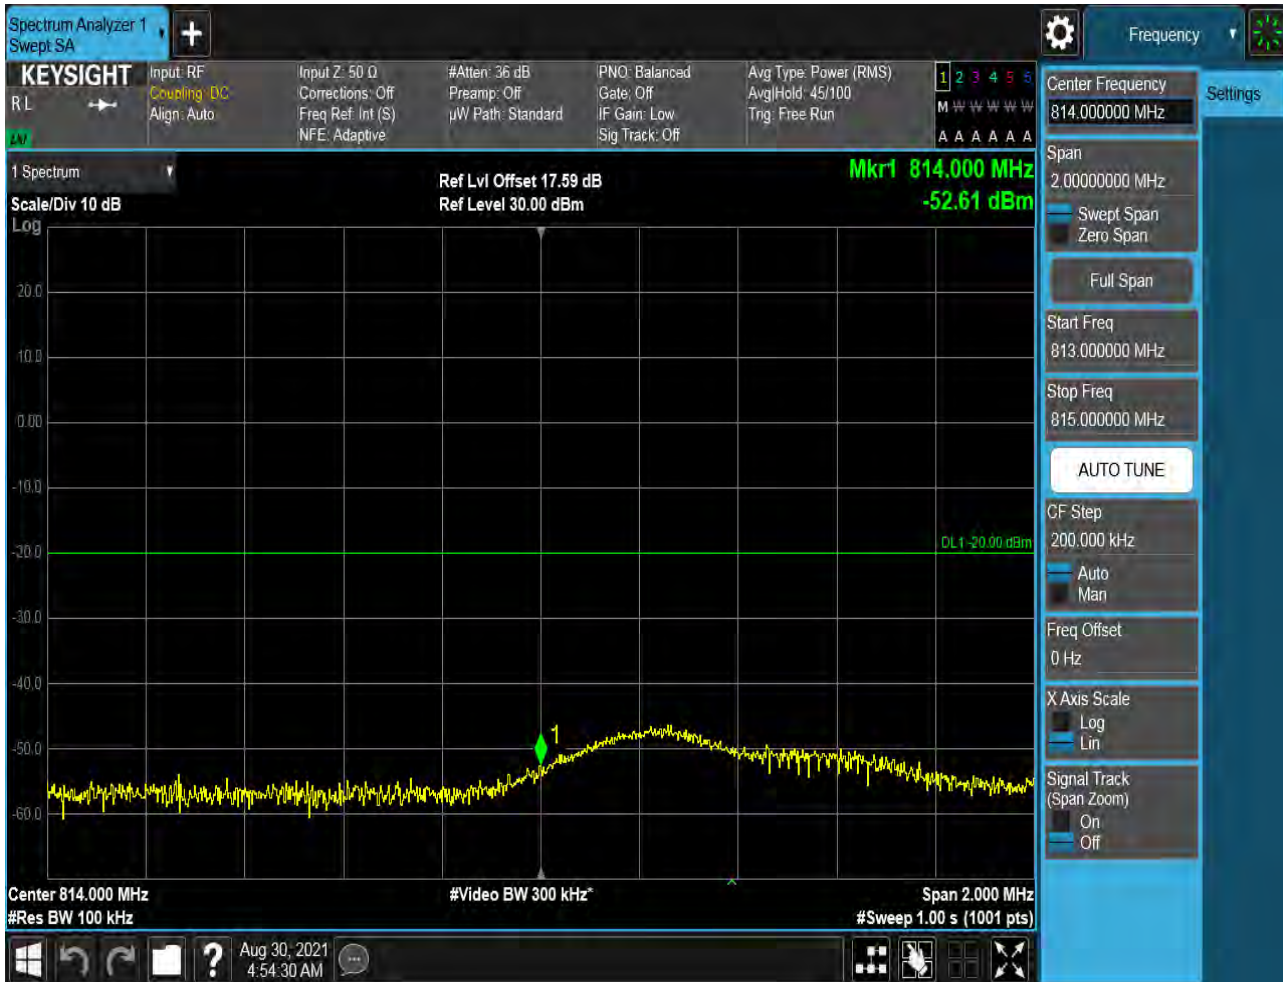 Spectrum Analyzer 1
Swept SA
Frequency
KEYSIGHT
R L
LNI
Input: RF
Coupling: DC
Align: Auto
Input Z: 50 Ω
Corrections: Off
Freq Ref: Int (S)
NFE: Adaptive
#Atten: 36 dB
Preamp: Off
µW Path: Standard
PNO: Balanced
Gate: Off
IF Gain: Low
Sig Track: Off
Avg Type: Power (RMS)
Avg|Hold: 45/100
Trig: Free Run
1 2 3 4 5 6
M W W W W W
A A A A A A
1 Spectrum
Scale/Div 10 dB
Log
Ref Lvl Offset 17.59 dB
Ref Level 30.00 dBm
Mkr1 814.000 MHz
-52.61 dBm
20.0
10.0
0.00
-10.0
-20.0
-30.0
-40.0
-50.0
-60.0
DL1 -20.00 dBm
1
Center 814.000 MHz
#Res BW 100 kHz
#Video BW 300 kHz*
Span 2.000 MHz
#Sweep 1.00 s (1001 pts)
Aug 30, 2021
4:54:30 AM
Center Frequency
814.000000 MHz
Settings
Span
2.00000000 MHz
Swept Span
Zero Span
Full Span
Start Freq
813.000000 MHz
Stop Freq
815.000000 MHz
AUTO TUNE
CF Step
200.000 kHz
Auto
Man
Freq Offset
0 Hz
X Axis Scale
Log
Lin
Signal Track
(Span Zoom)
On
Off